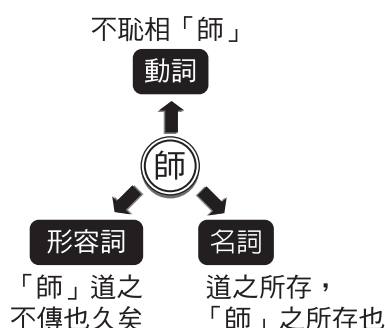 不恥相「師」
動詞
師
形容詞
「師」道之
不傳也久矣
名詞
道之所存，
「師」之所存也